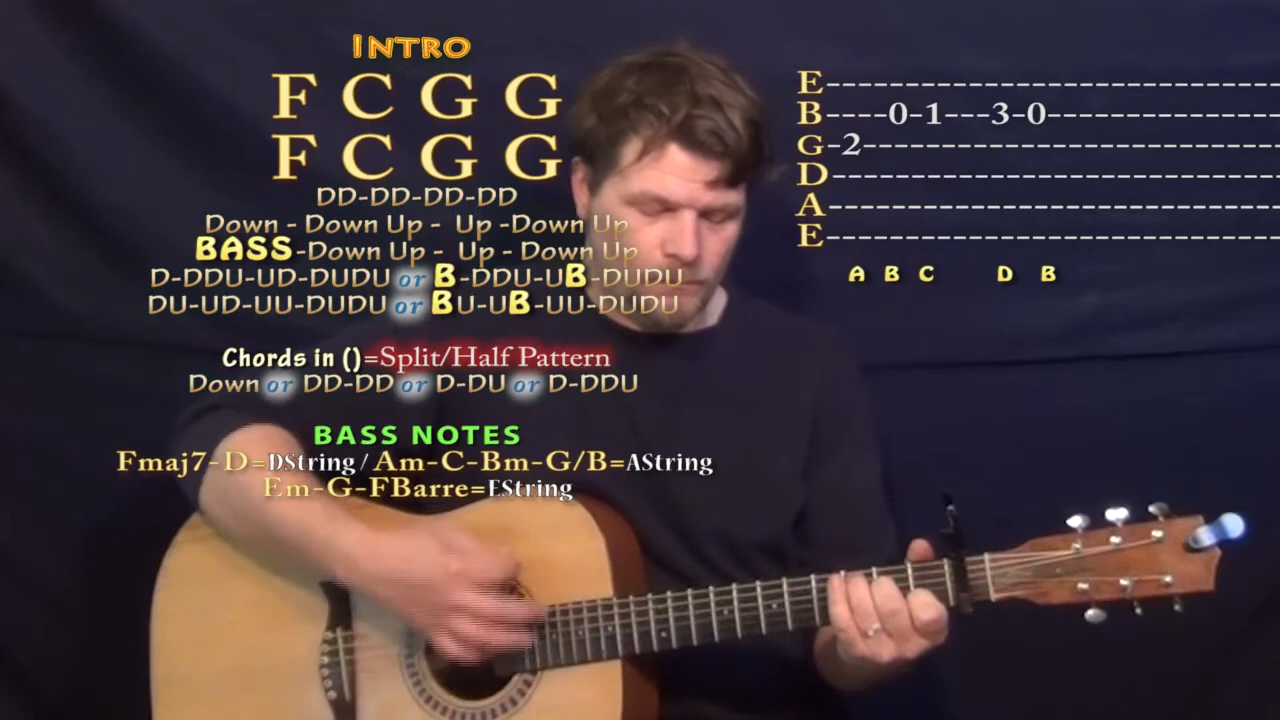 INTRO
F C G G
F C G G
DD-DD-DD-DD
Down - Down Up - Up -Down Up
BASS-Down Up - Up - Down Up
D-DDU-UD-DUDU or B-DDU-UB-DUDU
DU-UD-UU-DUDU or BU-UB-UU-DUDU
Chords in ()=Split/Half Pattern
Down or DD-DD or D-DU or D-DDU
BASS NOTES
Fmaj7-D=DString / Am-C-Bm-G/B=AString
Em-G-FBarre=EString
E-----------------------------------
B----0-1---3-0------------------
G-2--------------------------------
D-----------------------------------
A-----------------------------------
E-----------------------------------
A B C D B